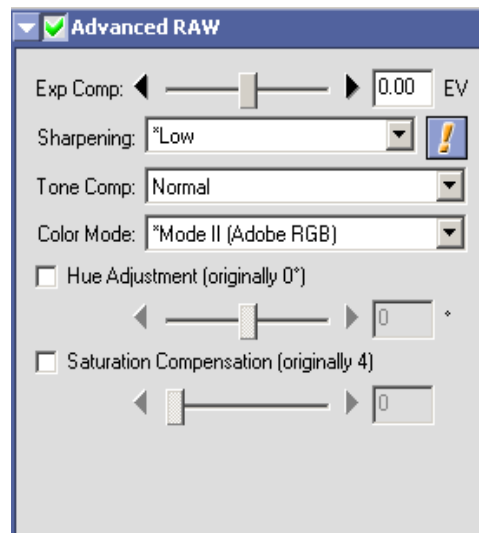 Advanced RAW
Exp Comp: 0.00 EV
Sharpening: *Low
Tone Comp: Normal
Color Mode: *Mode II (Adobe RGB)
Hue Adjustment (originally 0°)
0 °
Saturation Compensation (originally 4)
0